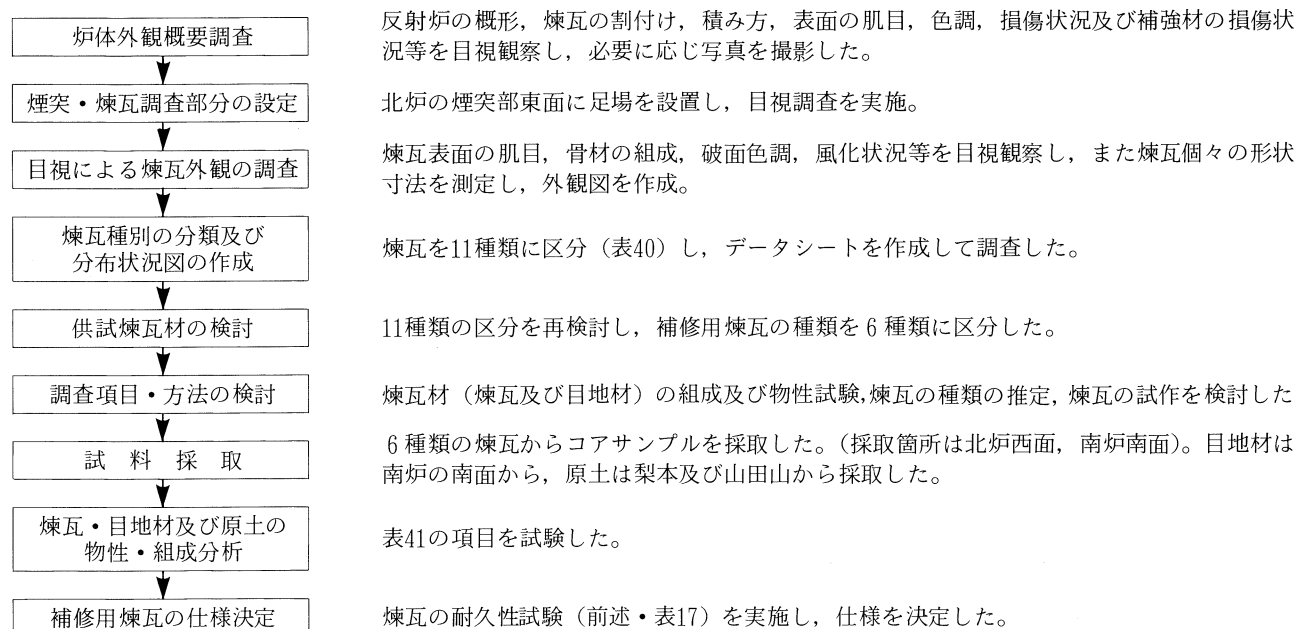 炉体外観概要調査
反射炉の概形，煉瓦の割付け，積み方，表面の肌目，色調，損傷状況及び補強材の損傷状
況等を目視観察し，必要に応じ写真を撮影した。
煙突・煉瓦調査部分の設定
北炉の煙突部東面に足場を設置し，目視調査を実施。
目視による煉瓦外観の調査
煉瓦表面の肌目，骨材の組成，破面色調，風化状況等を目視観察し，また煉瓦個々の形状
寸法を測定し，外観図を作成。
煉瓦種別の分類及び
分布状況図の作成
煉瓦を11種類に区分（表40）し，データシートを作成して調査した。
供試煉瓦材の検討
11種類の区分を再検討し，補修用煉瓦の種類を６種類に区分した。
調査項目・方法の検討
煉瓦材（煉瓦及び目地材）の組成及び物性試験,煉瓦の種類の推定，煉瓦の試作を検討した
試　料　採　取
６種類の煉瓦からコアサンプルを採取した。（採取箇所は北炉西面，南炉南面）。目地材は
南炉の南面から，原土は梨本及び山田山から採取した。
煉瓦・目地材及び原土の
物性・組成分析
表41の項目を試験した。
補修用煉瓦の仕様決定
煉瓦の耐久性試験（前述・表17）を実施し，仕様を決定した。